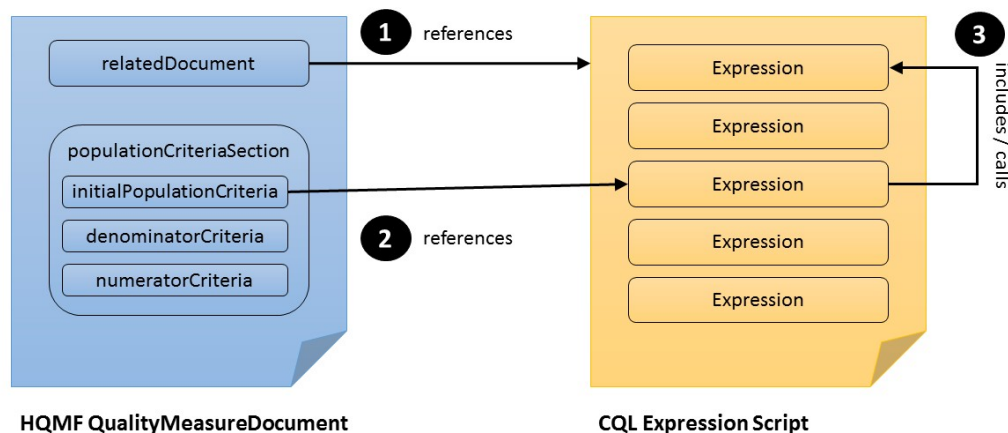 1 references
relatedDocument
populationCriteriaSection
initialPopulationCriteria
denominatorCriteria
numeratorCriteria
2 references
Expression
Expression
Expression
Expression
Expression
3
includes / calls
HQMF QualityMeasureDocument
CQL Expression Script